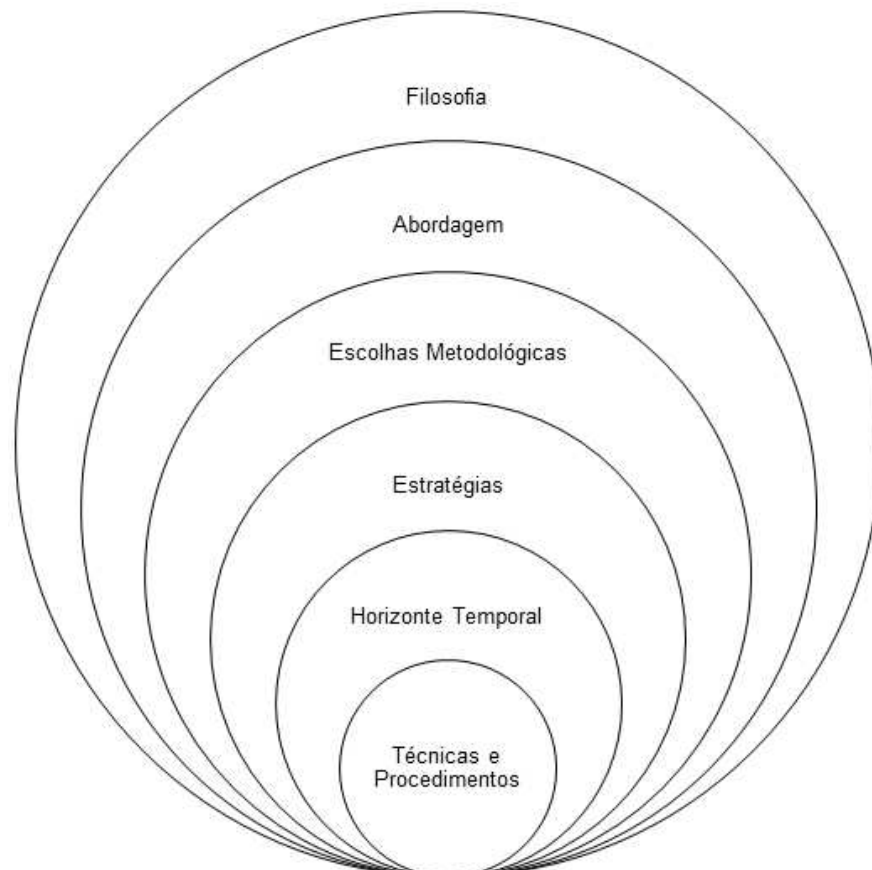 Filosofia
Abordagem
Escolhas Metodológicas
Estratégias
Horizonte Temporal
Técnicas e
Procedimentos